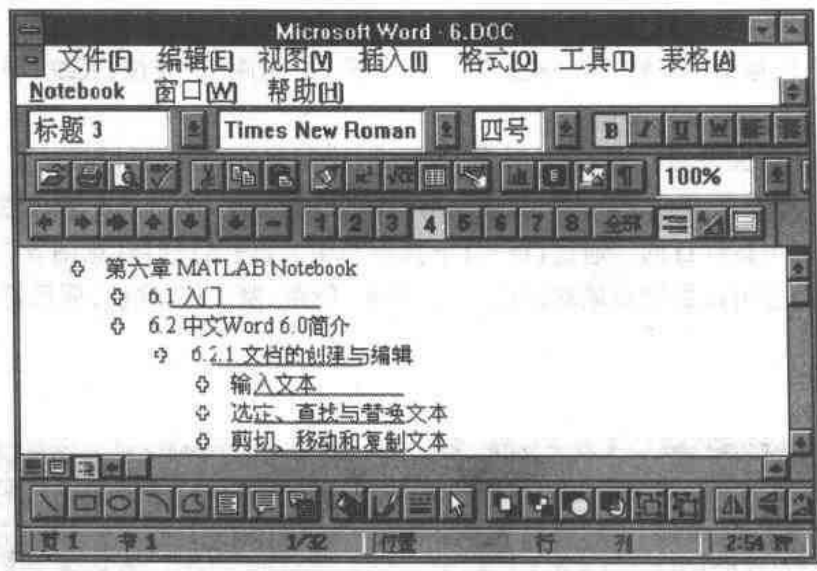 Microsoft Word - 6.DOC
文件(F) 编辑(E) 视图(V) 插入(I) 格式(O) 工具(T) 表格(A)
Notebook 窗口(W) 帮助(H)
标题 3 Times New Roman 四号 B I U W
100%
1 2 3 4 5 6 7 8 全部
第六章 MATLAB Notebook
6.1 入门
6.2 中文Word 6.0简介
6.2.1 文档的创建与编辑
输入文本
选定、查找与替换文本
剪切、移动和复制文本
页 1 节 1 1/32 位置 行 列 2:54